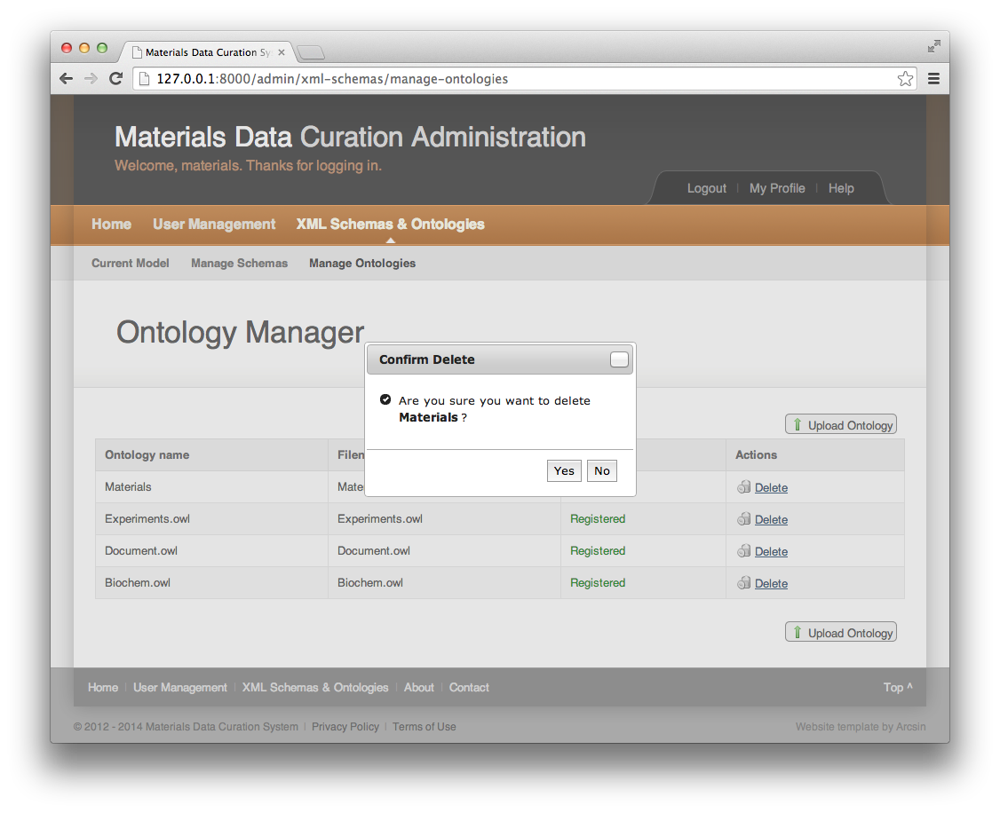 Materials Data Curation Sy
127.0.0.1:8000/admin/xml-schemas/manage-ontologies
Materials Data Curation Administration
Welcome, materials. Thanks for logging in.
Logout | My Profile | Help
Home User Management XML Schemas & Ontologies
Current Model Manage Schemas Manage Ontologies
Ontology Manager
Confirm Delete
Are you sure you want to delete
Materials ?
Yes No
Upload Ontology
Ontology name Filen Actions
Materials Mate Delete
Experiments.owl Experiments.owl Registered Delete
Document.owl Document.owl Registered Delete
Biochem.owl Biochem.owl Registered Delete
Upload Ontology
Home | User Management | XML Schemas & Ontologies | About | Contact Top ^
© 2012 - 2014 Materials Data Curation System | Privacy Policy | Terms of Use Website template by Arcsin